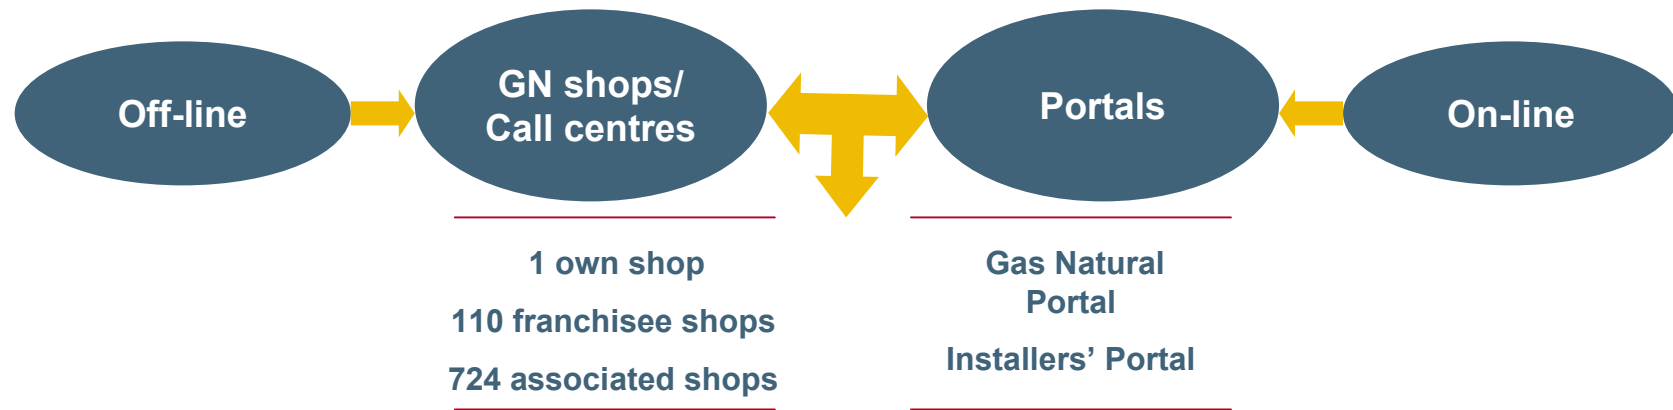 Off-line
GN shops/
Call centres
Portals
On-line
1 own shop
110 franchisee shops
724 associated shops
Gas Natural
Portal
Installers’ Portal